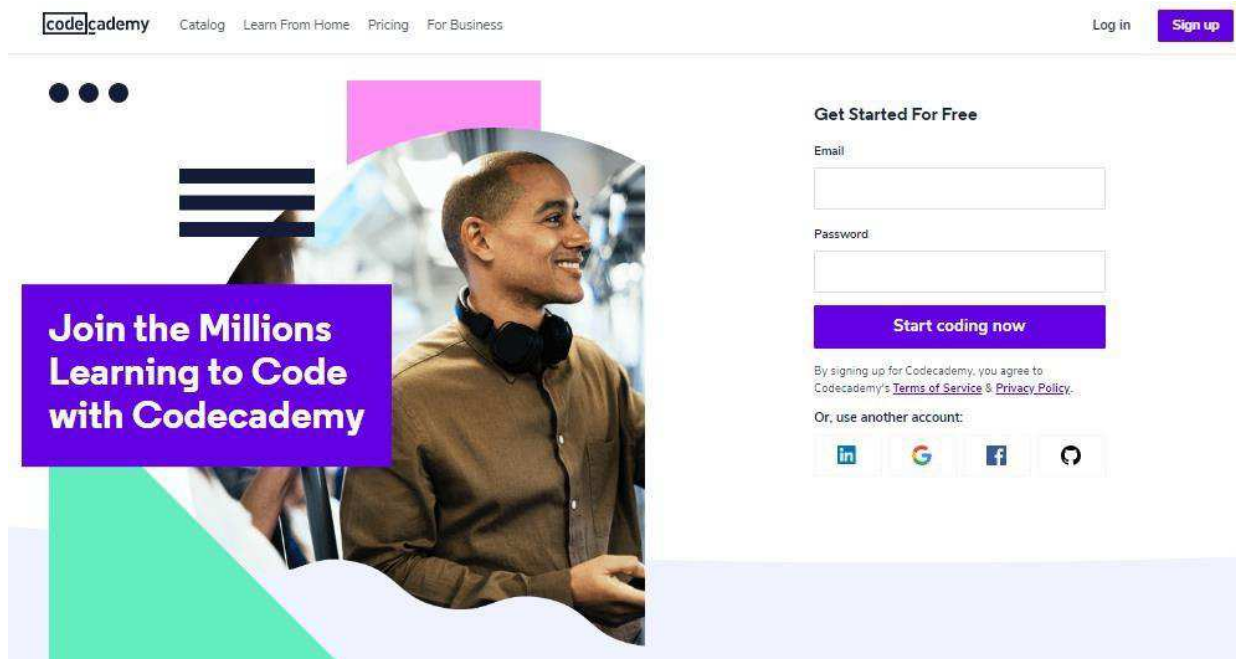 codecademy
Catalog
Learn From Home
Pricing
For Business
Log in
Sign up
Join the Millions
Learning to Code
with Codecademy
Get Started For Free
Email
Password
Start coding now
By signing up for Codecademy, you agree to
Codecademy's Terms of Service & Privacy Policy.
Or, use another account:
in
G
f